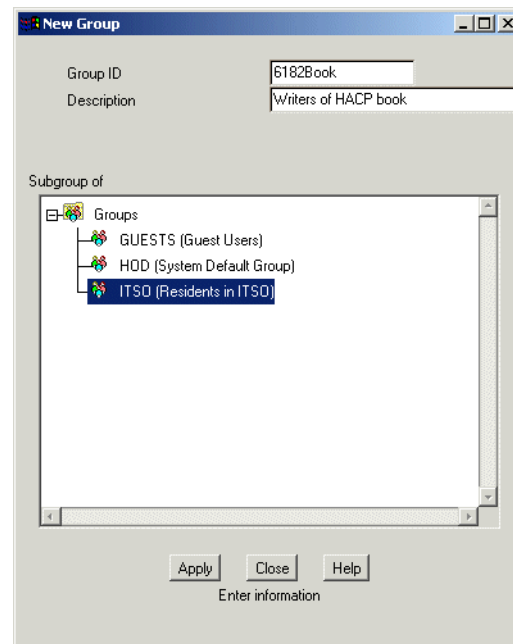 New Group
Group ID 6182Book
Description Writers of HACP book
Subgroup of
Groups
GUESTS (Guest Users)
HOD (System Default Group)
ITSO (Residents in ITSO)
Apply Close Help
Enter information